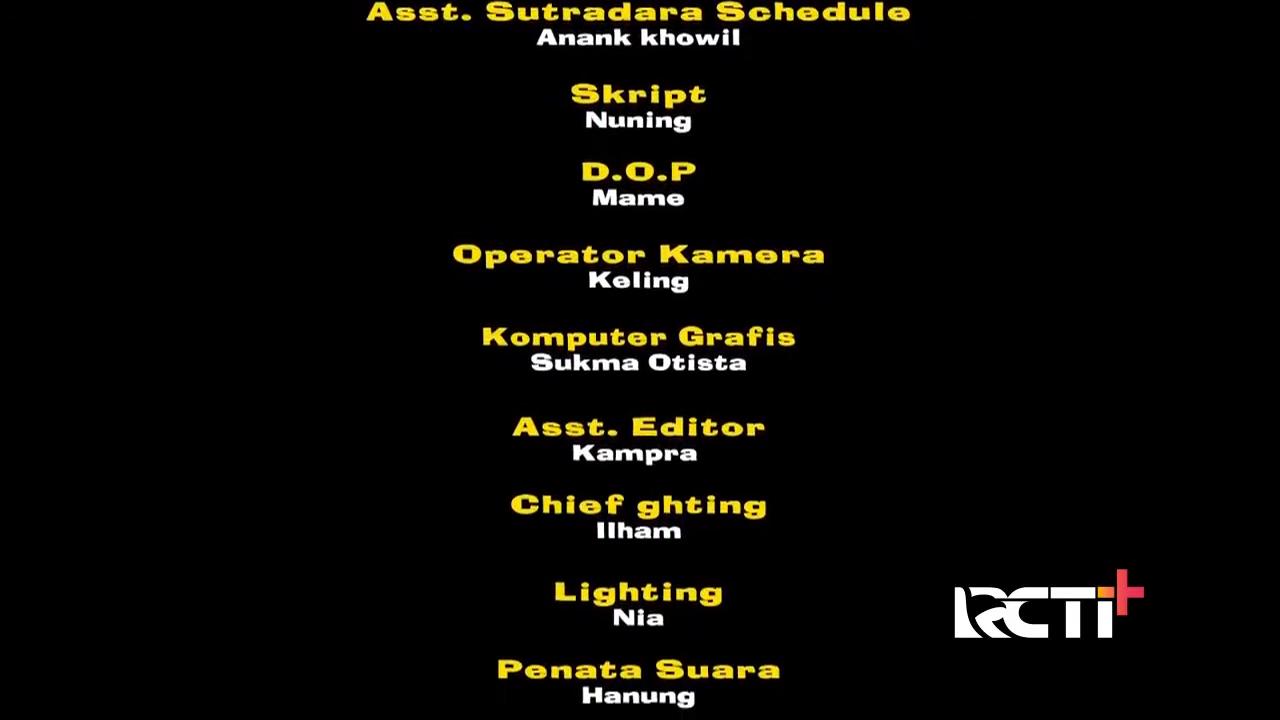 Asst. Sutradara Schedule
Anank khowil
Skript
Nuning
D.O.P
Mame
Operator Kamera
Keling
Komputer Grafis
Sukma Otista
Asst. Editor
Kampra
Chief ghting
Ilham
Lighting
Nia
RCTI+
Penata Suara
Hanung